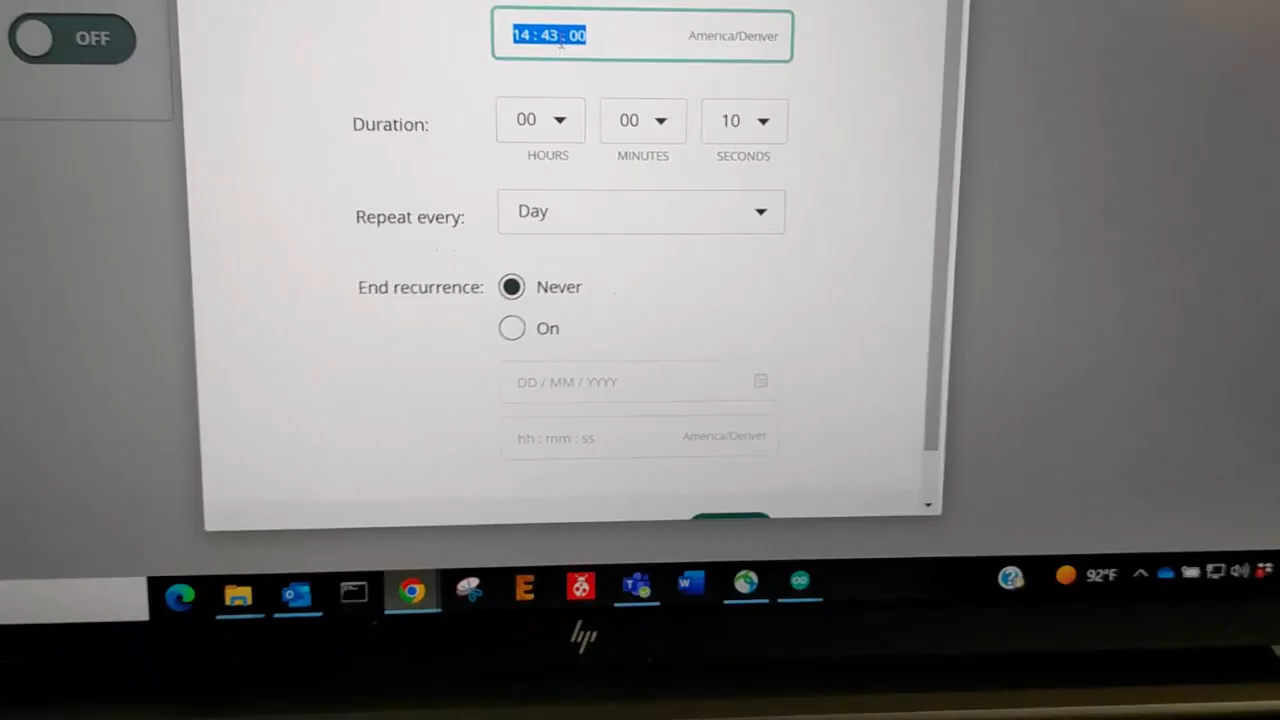 OFF
14 : 43 : 00 America/Denver
Duration: 00 00 10
HOURS MINUTES SECONDS
Repeat every: Day
End recurrence: Never
On
DD / MM / YYYY
hh : mm : ss America/Denver
E W 92°F
hp